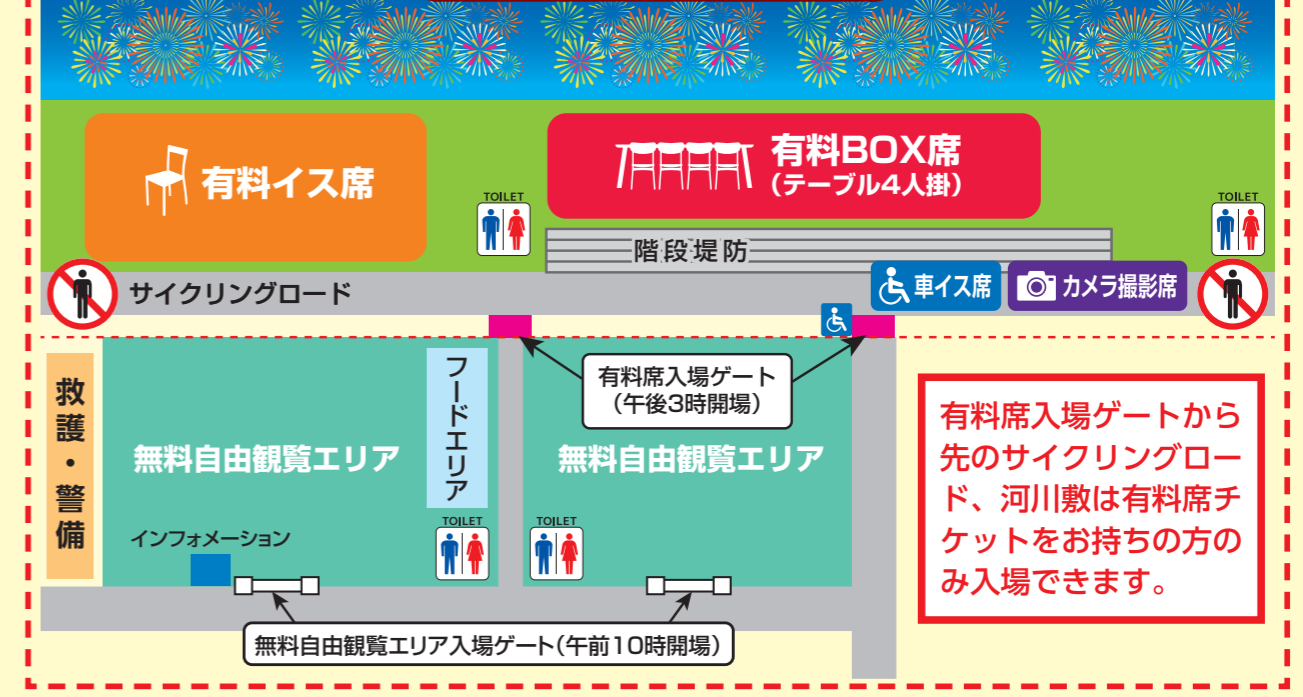 有料イス席
有料BOX席
（テーブル4人掛）
TOILET
TOILET
階段堤防
サイクリングロード
車イス席
カメラ撮影席
救護・警備
無料自由観覧エリア
フードエリア
有料席入場ゲート
（午後3時開場）
無料自由観覧エリア
有料席入場ゲートから
先のサイクリングロー
ド、河川敷は有料席チ
ケットをお持ちの方の
み入場できます。
インフォメーション
TOILET
TOILET
無料自由観覧エリア入場ゲート（午前10時開場）